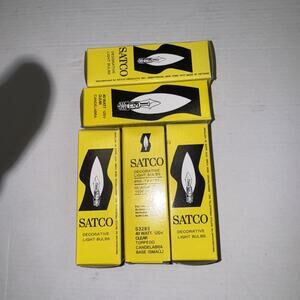 SATCO
DECORATIVE
LIGHT BULBS
SATCO
40 WATT 120V
CLEAR
CANDELABRA
SATCO
DECORATIVE
LIGHT BULBS
SATCO
DECORATIVE
LIGHT BULBS
S3283
40 WATT 120V
CLEAR
TORPEDO
CANDELABRA
BASE (SMALL)
SATCO
DECORATIVE
LIGHT BULBS